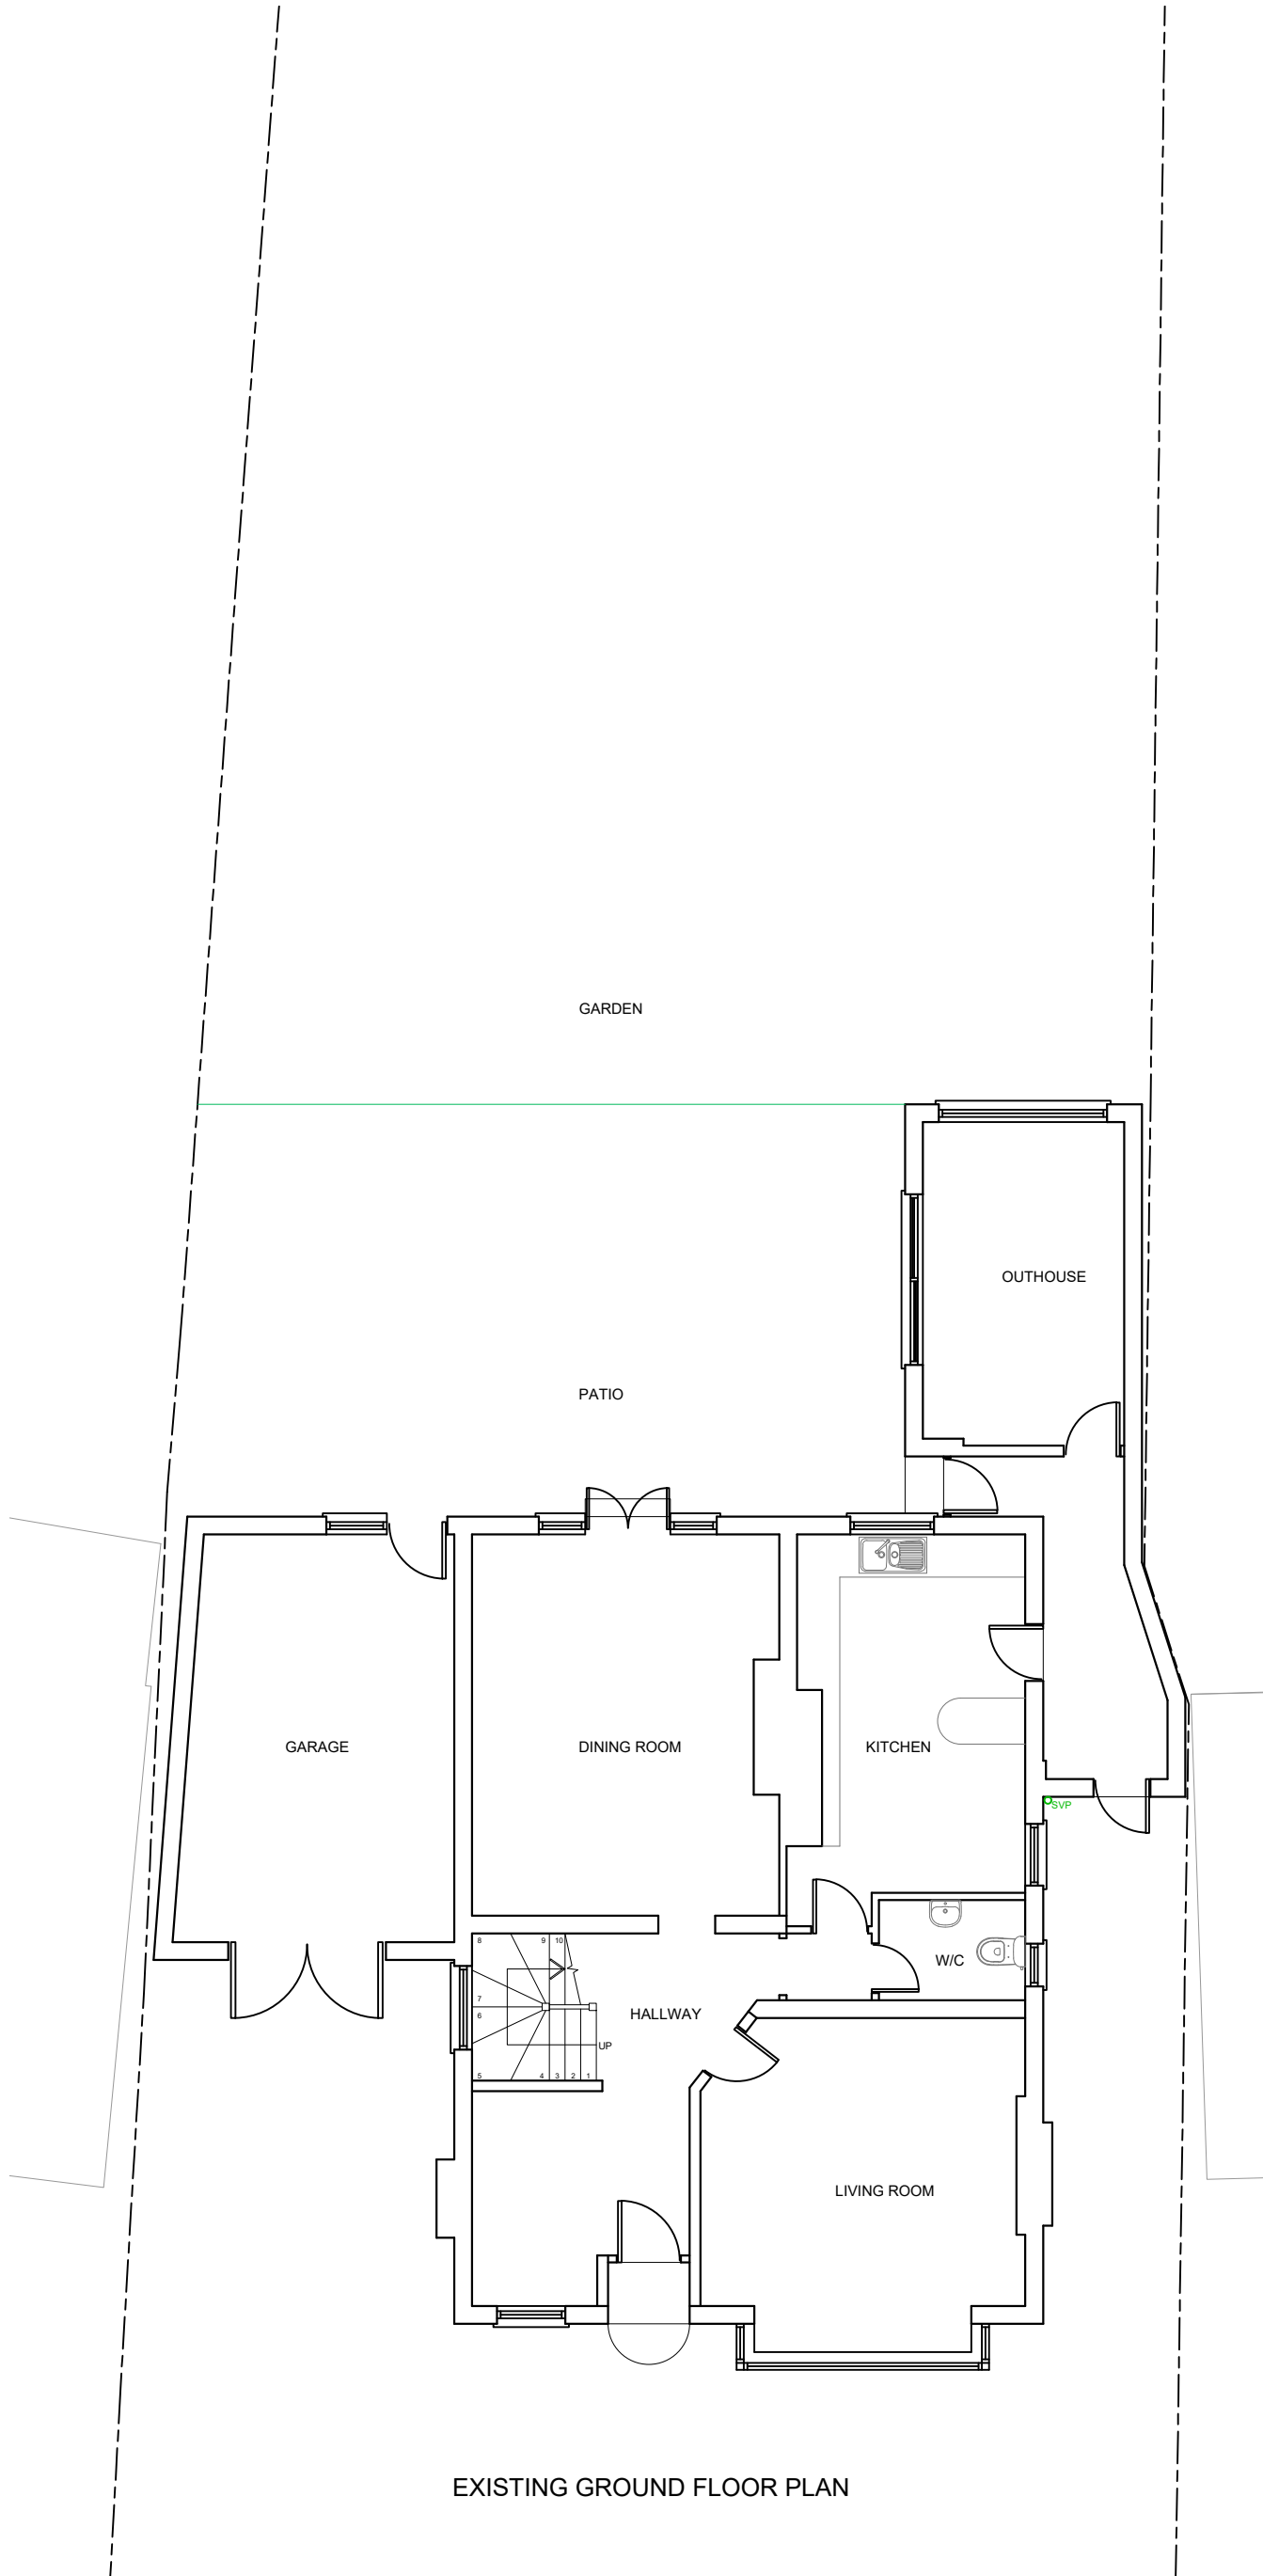 GARDEN
OUTHOUSE
PATIO
GARAGE
DINING ROOM
KITCHEN
SVP
8
9
10
7
6
W/C
HALLWAY
UP
5
4
3
2
1
LIVING ROOM
EXISTING GROUND FLOOR PLAN